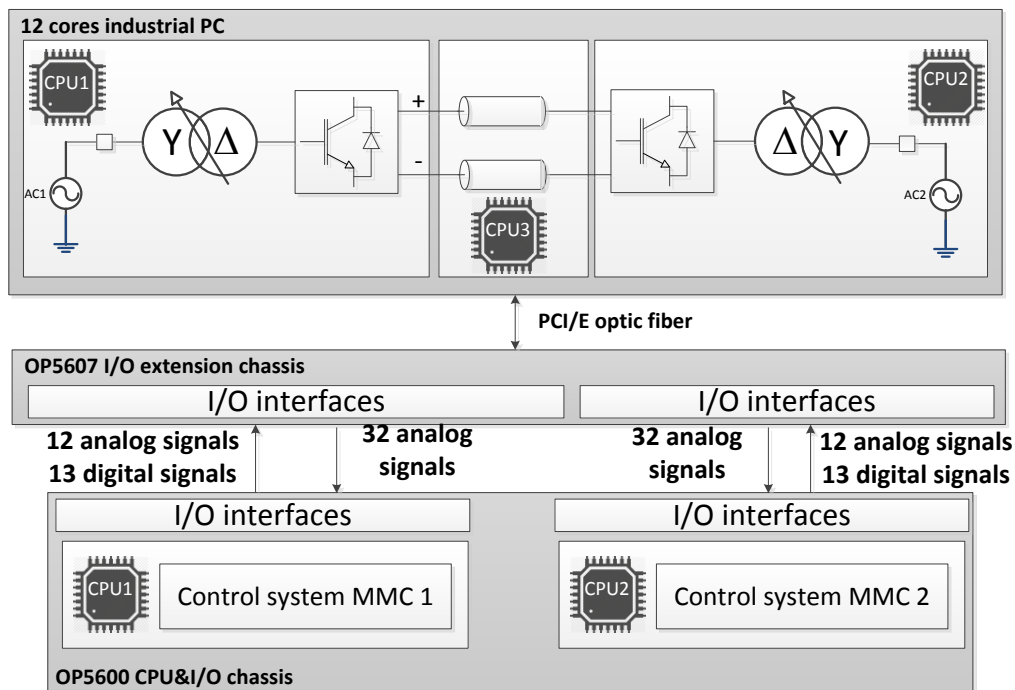 12 cores industrial PC
CPU1
CPU2
Y
Δ
+
-
Δ
Y
AC1
AC2
CPU3
PCI/E optic fiber
OP5607 I/O extension chassis
I/O interfaces
I/O interfaces
12 analog signals
13 digital signals
32 analog
signals
32 analog
signals
12 analog signals
13 digital signals
I/O interfaces
I/O interfaces
CPU1
Control system MMC 1
CPU2
Control system MMC 2
OP5600 CPU&I/O chassis